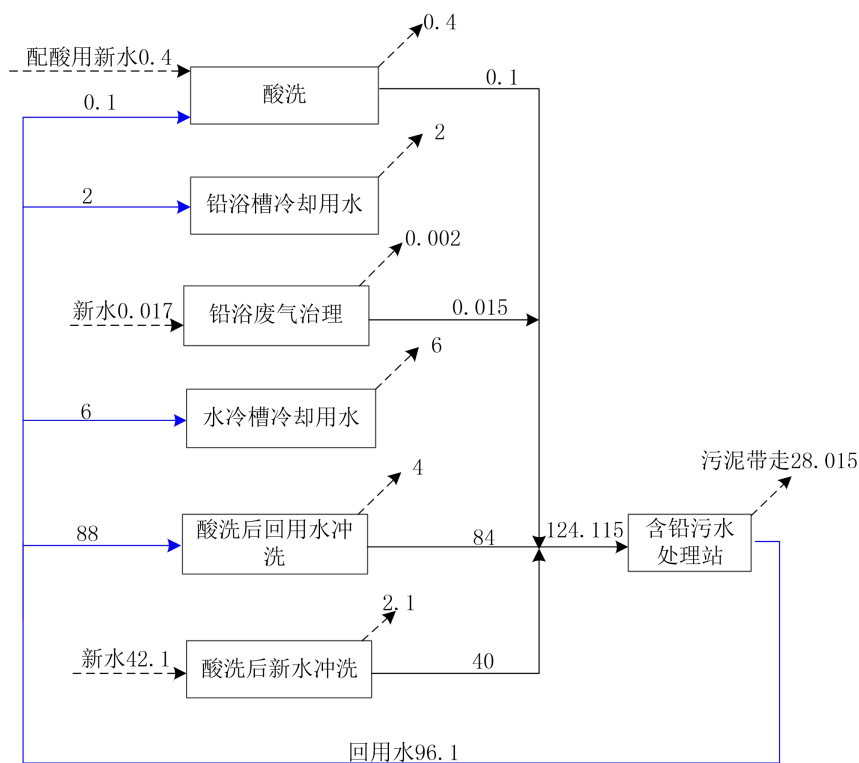 0.4
配酸用新水0.4
酸洗
0.1
0.1
2
2
铅浴槽冷却用水
0.002
新水0.017
铅浴废气治理
0.015
6
6
水冷槽冷却用水
污泥带走28.015
4
88
酸洗后回用水冲
洗
84
124.115
含铅污水
处理站
2.1
新水42.1
酸洗后新水冲洗
40
回用水96.1